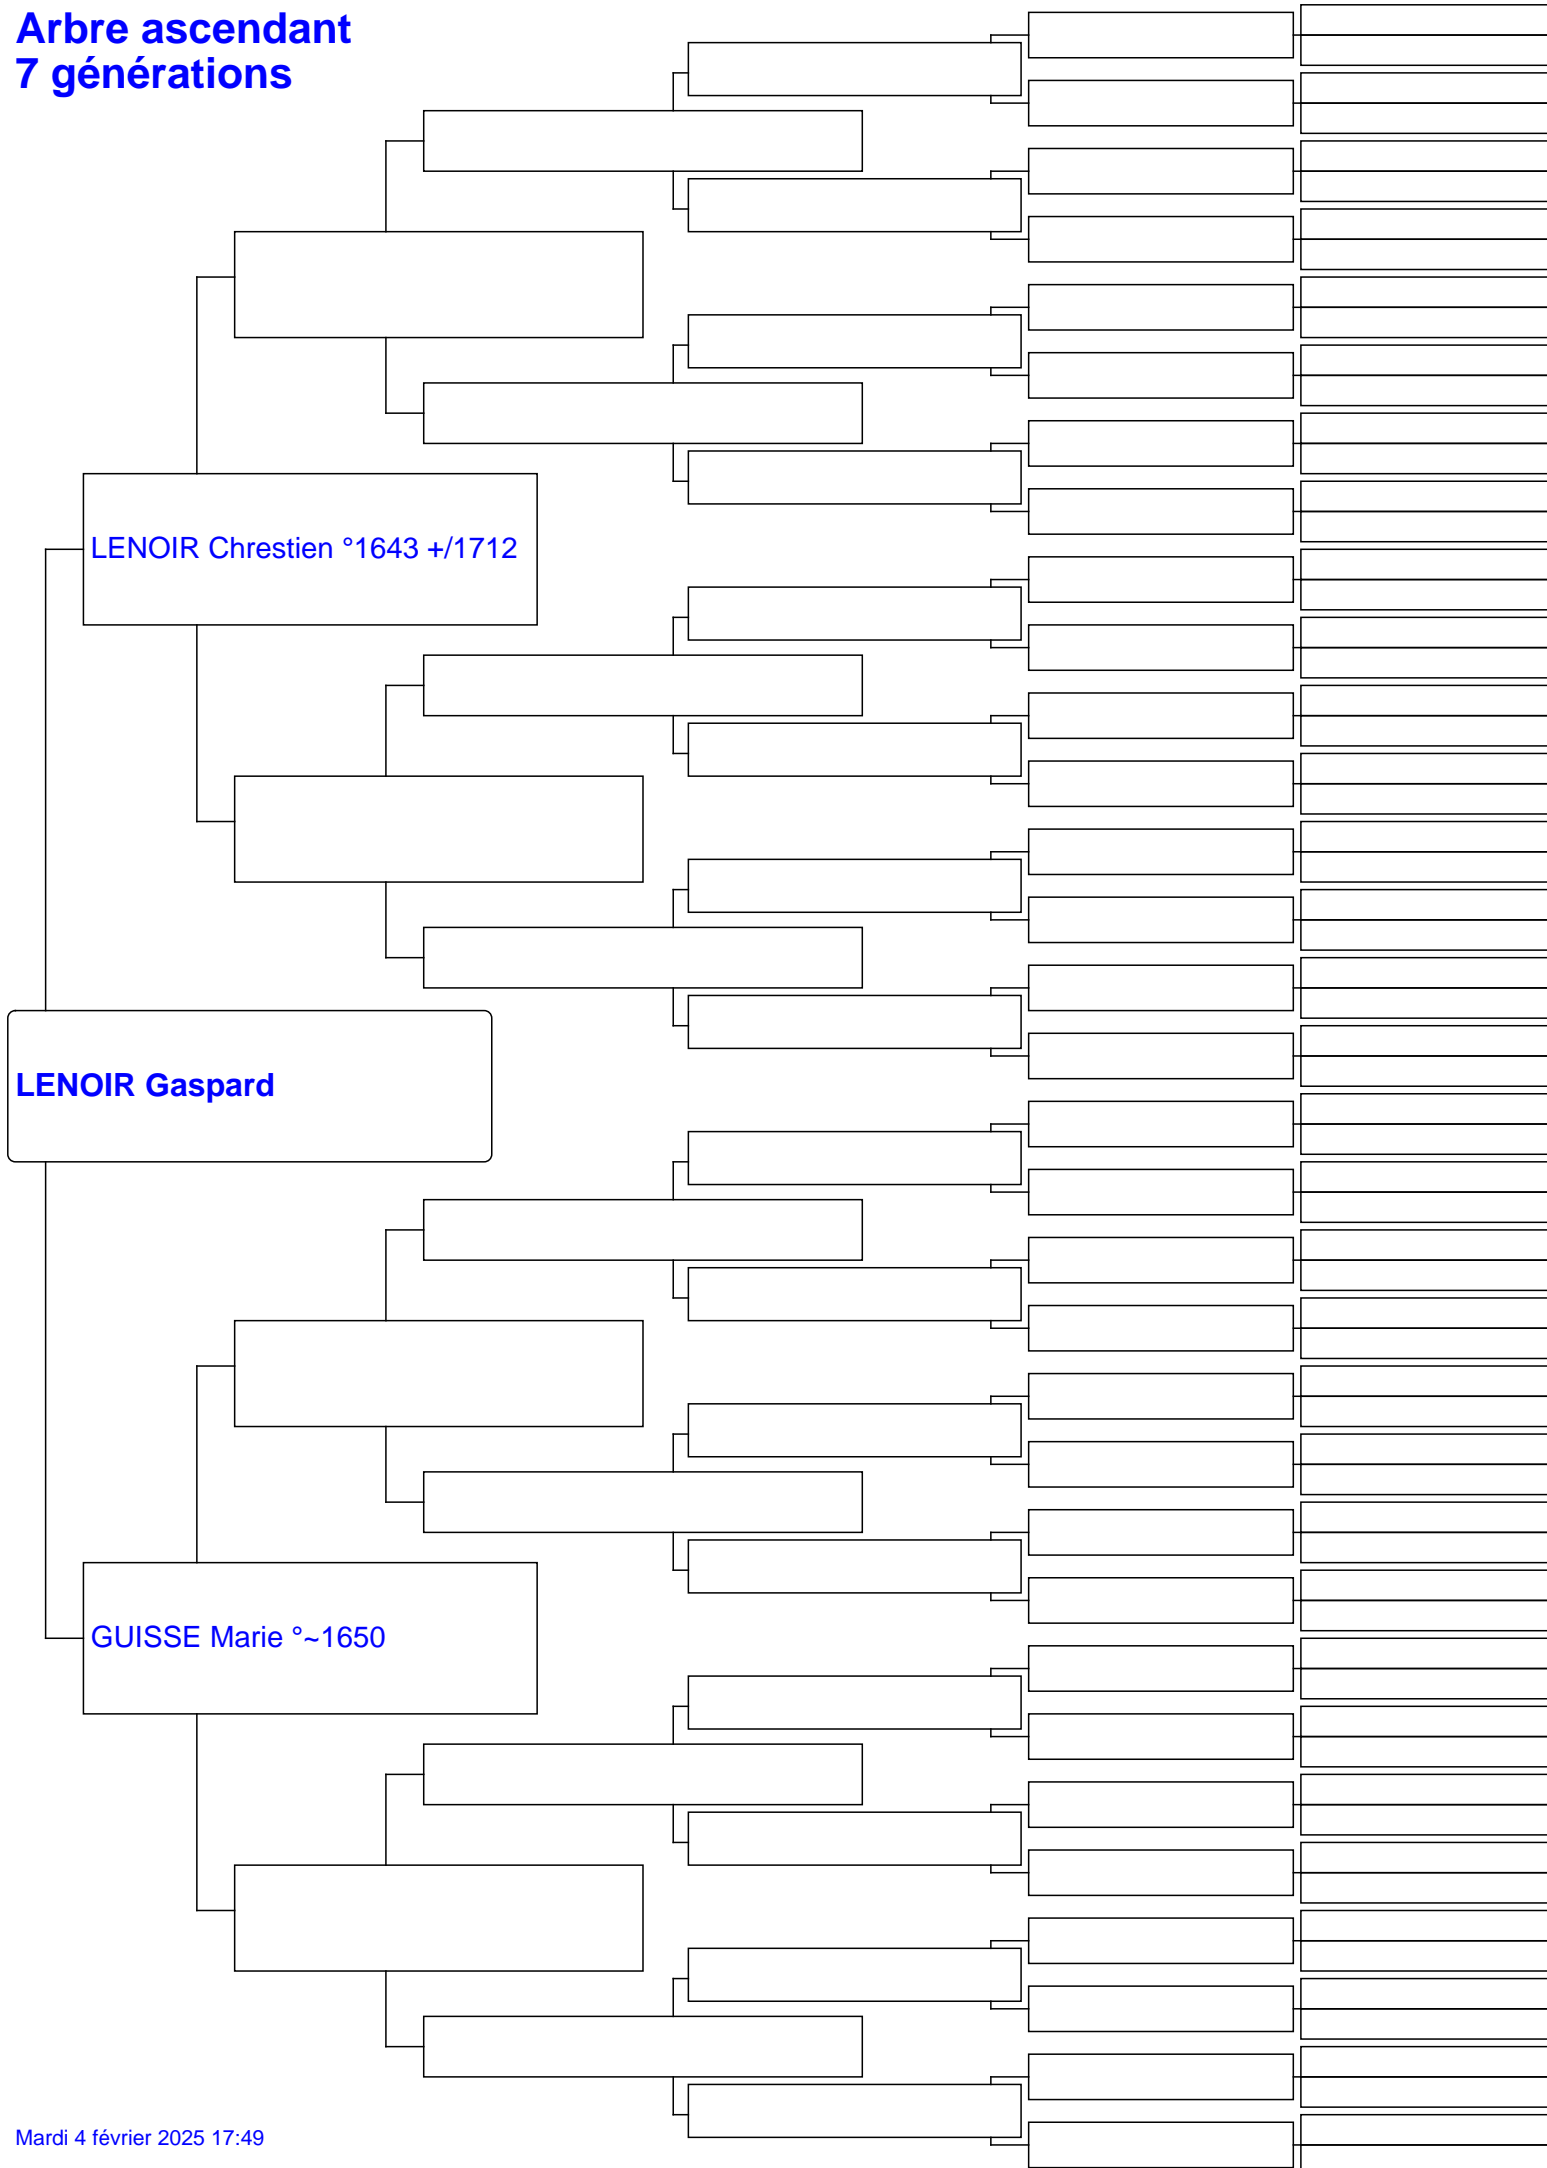 Arbre ascendant
7 générations
LENOIR Chrestien °1643 +/1712
LENOIR Gaspard
GUISSE Marie °~1650
Mardi 4 février 2025 17:49